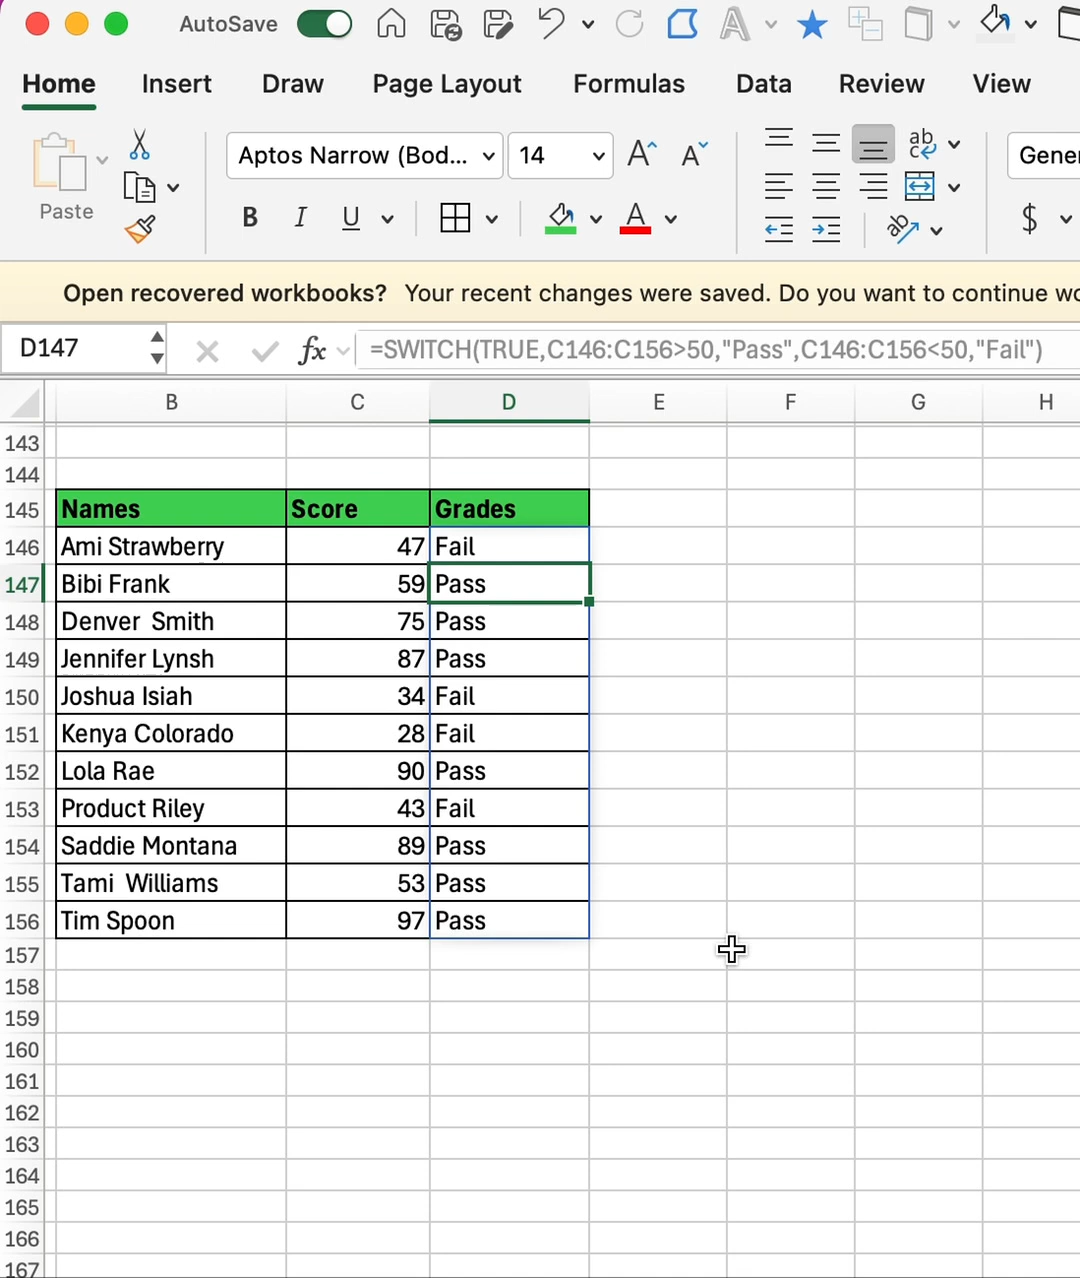 AutoSave
Home Insert Draw Page Layout Formulas Data Review View
Paste
Aptos Narrow (Bod... 14
B I U A
ab
Gener
$
Open recovered workbooks? Your recent changes were saved. Do you want to continue wo
D147 fx =SWITCH(TRUE,C146:C156>50,"Pass",C146:C156<50,"Fail")
B C D E F G H
143
144
145 Names Score Grades
146 Ami Strawberry 47 Fail
147 Bibi Frank 59 Pass
148 Denver  Smith 75 Pass
149 Jennifer Lynsh 87 Pass
150 Joshua Isiah 34 Fail
151 Kenya Colorado 28 Fail
152 Lola Rae 90 Pass
153 Product Riley 43 Fail
154 Saddie Montana 89 Pass
155 Tami  Williams 53 Pass
156 Tim Spoon 97 Pass
157
158
159
160
161
162
163
164
165
166
167